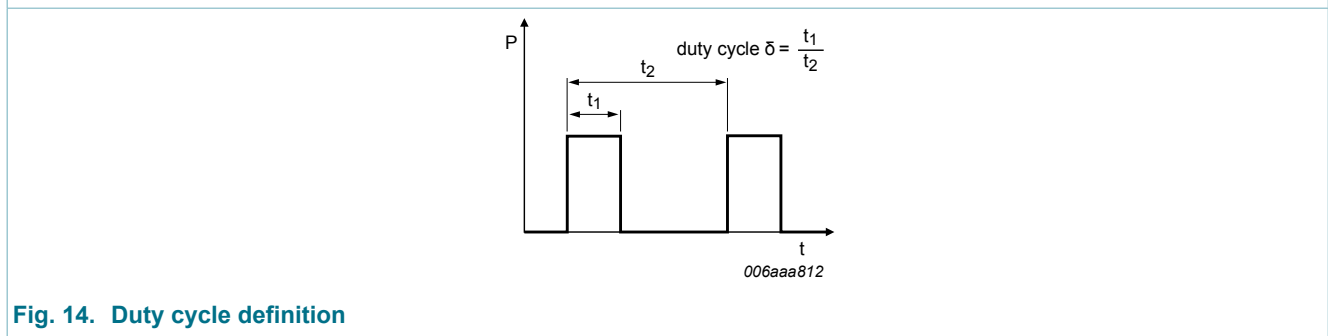 P
duty cycle δ = t1
t2
t2
t1
t
006aaa812
Fig. 14. Duty cycle definition